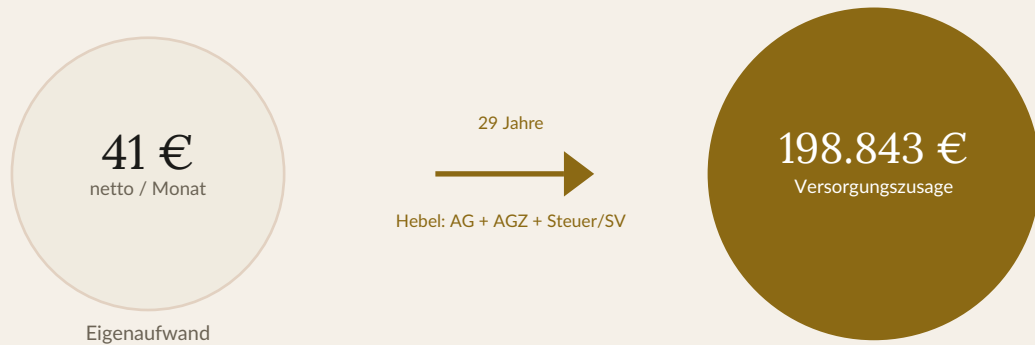 41 €
netto / Monat
Eigenaufwand
29 Jahre
Hebel: AG + AGZ + Steuer/SV
198.843 €
Versorgungszusage